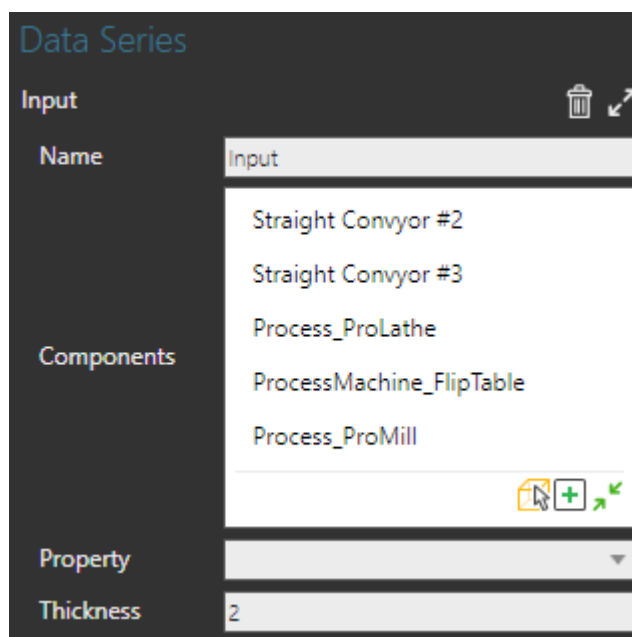 Data Series
Input
Name Input
Straight Convyor #2
Straight Convyor #3
Process_ProLathe
Components
ProcessMachine_FlipTable
Process_ProMill
Property
Thickness 2